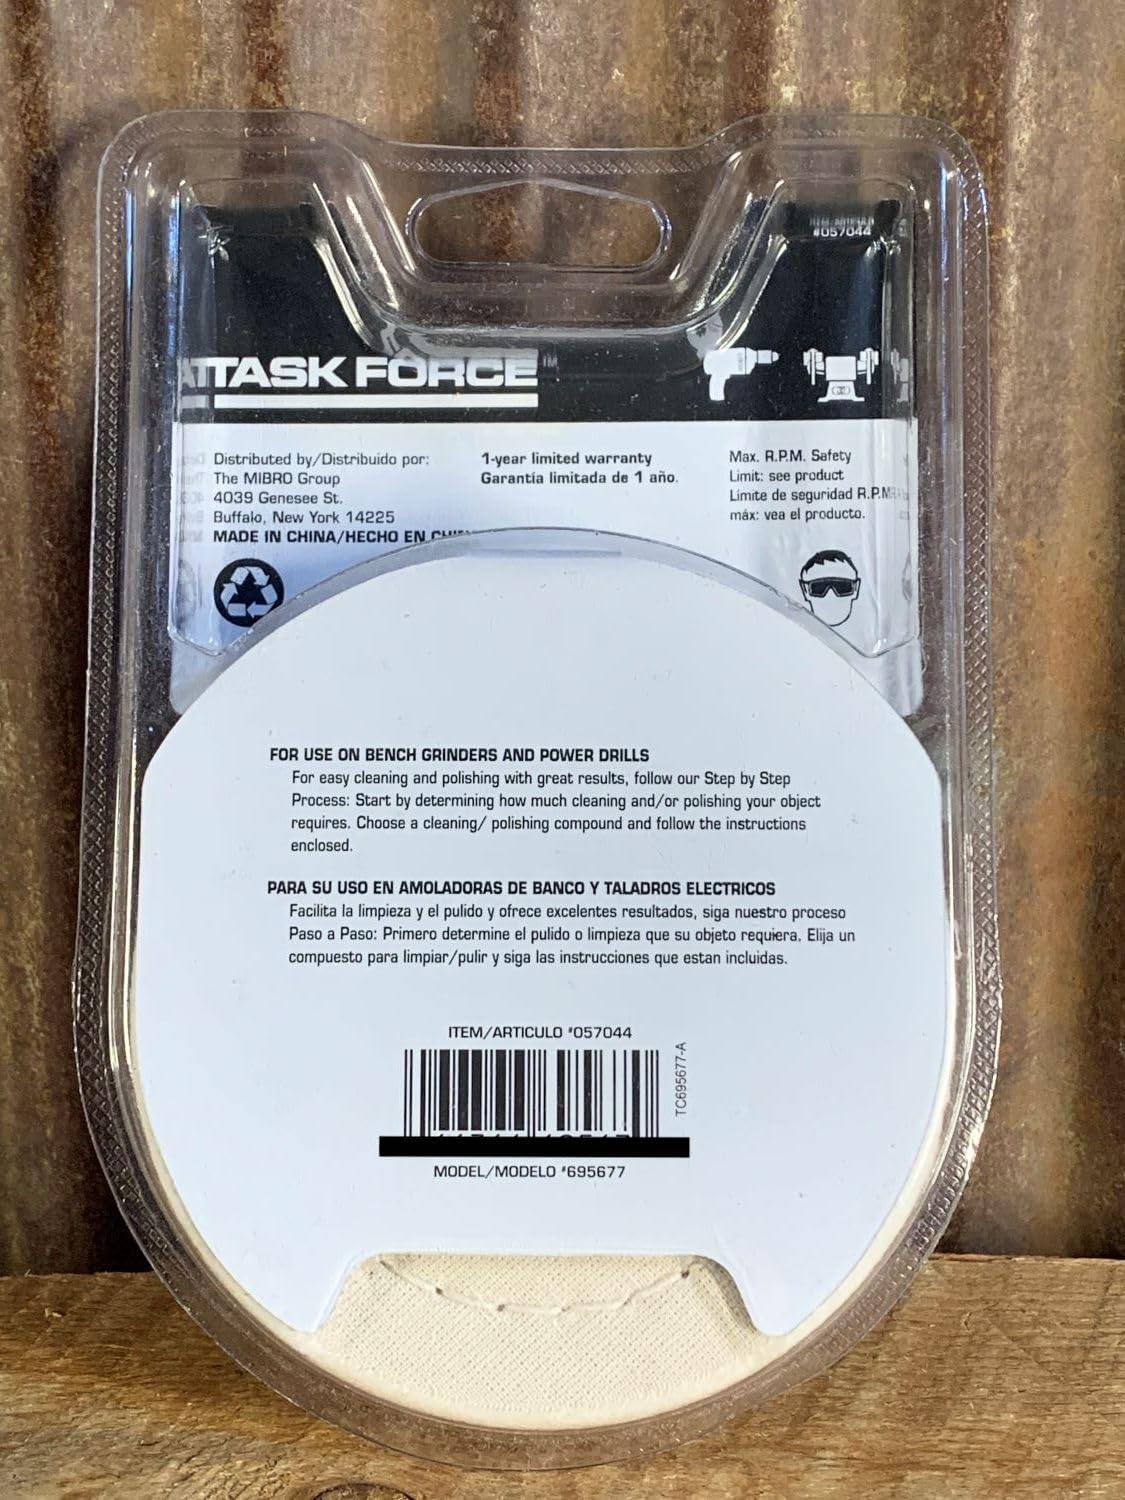 ITEM/ARTICULO
#057044
TASK FORCE™
Distributed by/Distribuido por:
The MIBRO Group
4039 Genesee St.
Buffalo, New York 14225
MADE IN CHINA/HECHO EN
1-year limited warranty
Garantía limitada de 1 año.
Max. R.P.M. Safety
Limit: see product
Limite de seguridad R.P.M.
máx: vea el producto.
FOR USE ON BENCH GRINDERS AND POWER DRILLS
For easy cleaning and polishing with great results, follow our Step by Step
Process: Start by determining how much cleaning and/or polishing your object
requires. Choose a cleaning/ polishing compound and follow the instructions
enclosed.
PARA SU USO EN AMOLADORAS DE BANCO Y TALADROS ELECTRICOS
Facilita la limpieza y el pulido y ofrece excelentes resultados, siga nuestro proceso
Paso a Paso: Primero determine el pulido o limpieza que su objeto requiera. Elija un
compuesto para limpiar/pulir y siga las instrucciones que estan incluidas.
ITEM/ARTICULO #057044
TC695677-A
MODEL/MODELO #695677